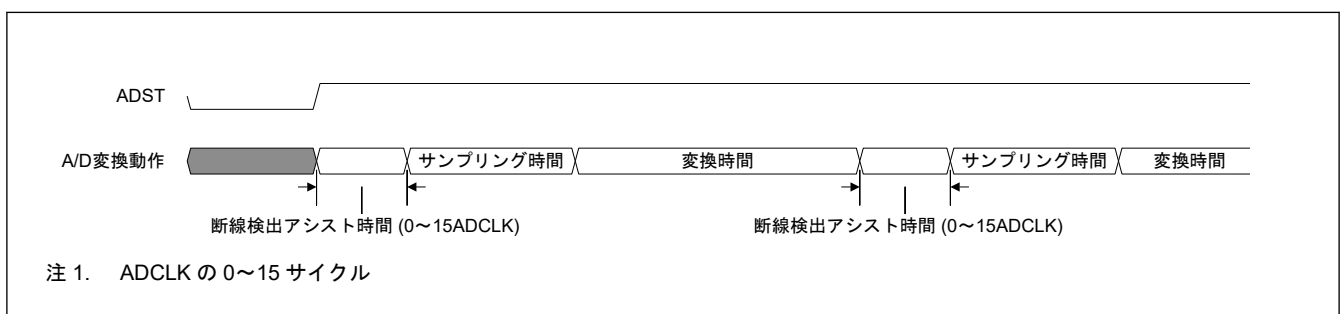 ADST
A/D変換動作
サンプリング時間
変換時間
サンプリング時間
変換時間
断線検出アシスト時間 (0～15ADCLK)
断線検出アシスト時間 (0～15ADCLK)
注 1. ADCLK の 0～15 サイクル